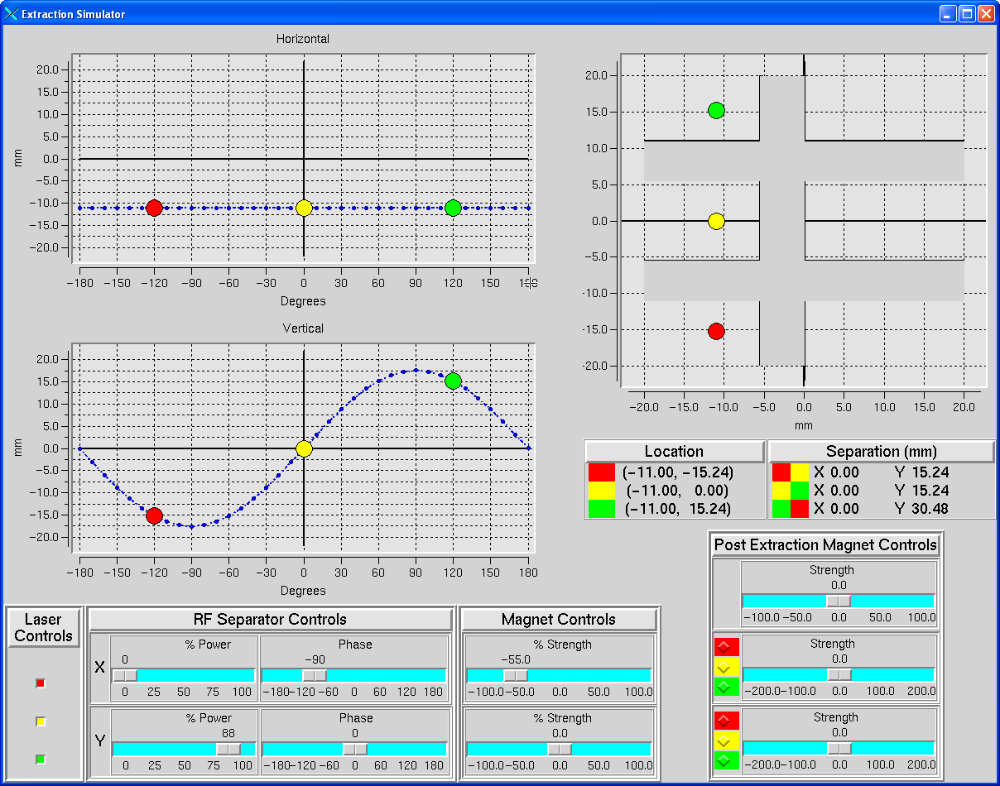 Extraction Simulator
Horizontal
20.0
15.0
10.0
5.0
0.0
−5.0
−10.0
−15.0
−20.0
mm
−180 −150 −120 −90 −60 −30 0 30 60 90 120 150
Degrees
Vertical
20.0
15.0
10.0
5.0
0.0
−5.0
−10.0
−15.0
−20.0
mm
−180 −150 −120 −90 −60 −30 0 30 60 90 120 150 180
Degrees
20.0
15.0
10.0
5.0
0.0
−5.0
−10.0
−15.0
−20.0
−20.0 −15.0 −10.0 −5.0 0.0 5.0 10.0 15.0 20.0
mm
Location
(−11.00, −15.24)
(−11.00, 0.00)
(−11.00, 15.24)
Separation (mm)
X 0.00 Y 15.24
X 0.00 Y 15.24
X 0.00 Y 30.48
Post Extraction Magnet Controls
Strength
0.0
−100.0 −50.0 0.0 50.0 100.0
Strength
0.0
−200.0−100.0 0.0 100.0 200.0
Strength
0.0
−200.0−100.0 0.0 100.0 200.0
Laser
Controls
RF Separator Controls
X
% Power
0
0 25 50 75 100
Phase
−90
−180−120 −60 0 60 120 180
Y
% Power
88
0 25 50 75 100
Phase
0
−180−120 −60 0 60 120 180
Magnet Controls
% Strength
−55.0
−100.0−50.0 0.0 50.0 100.0
% Strength
0.0
−100.0−50.0 0.0 50.0 100.0